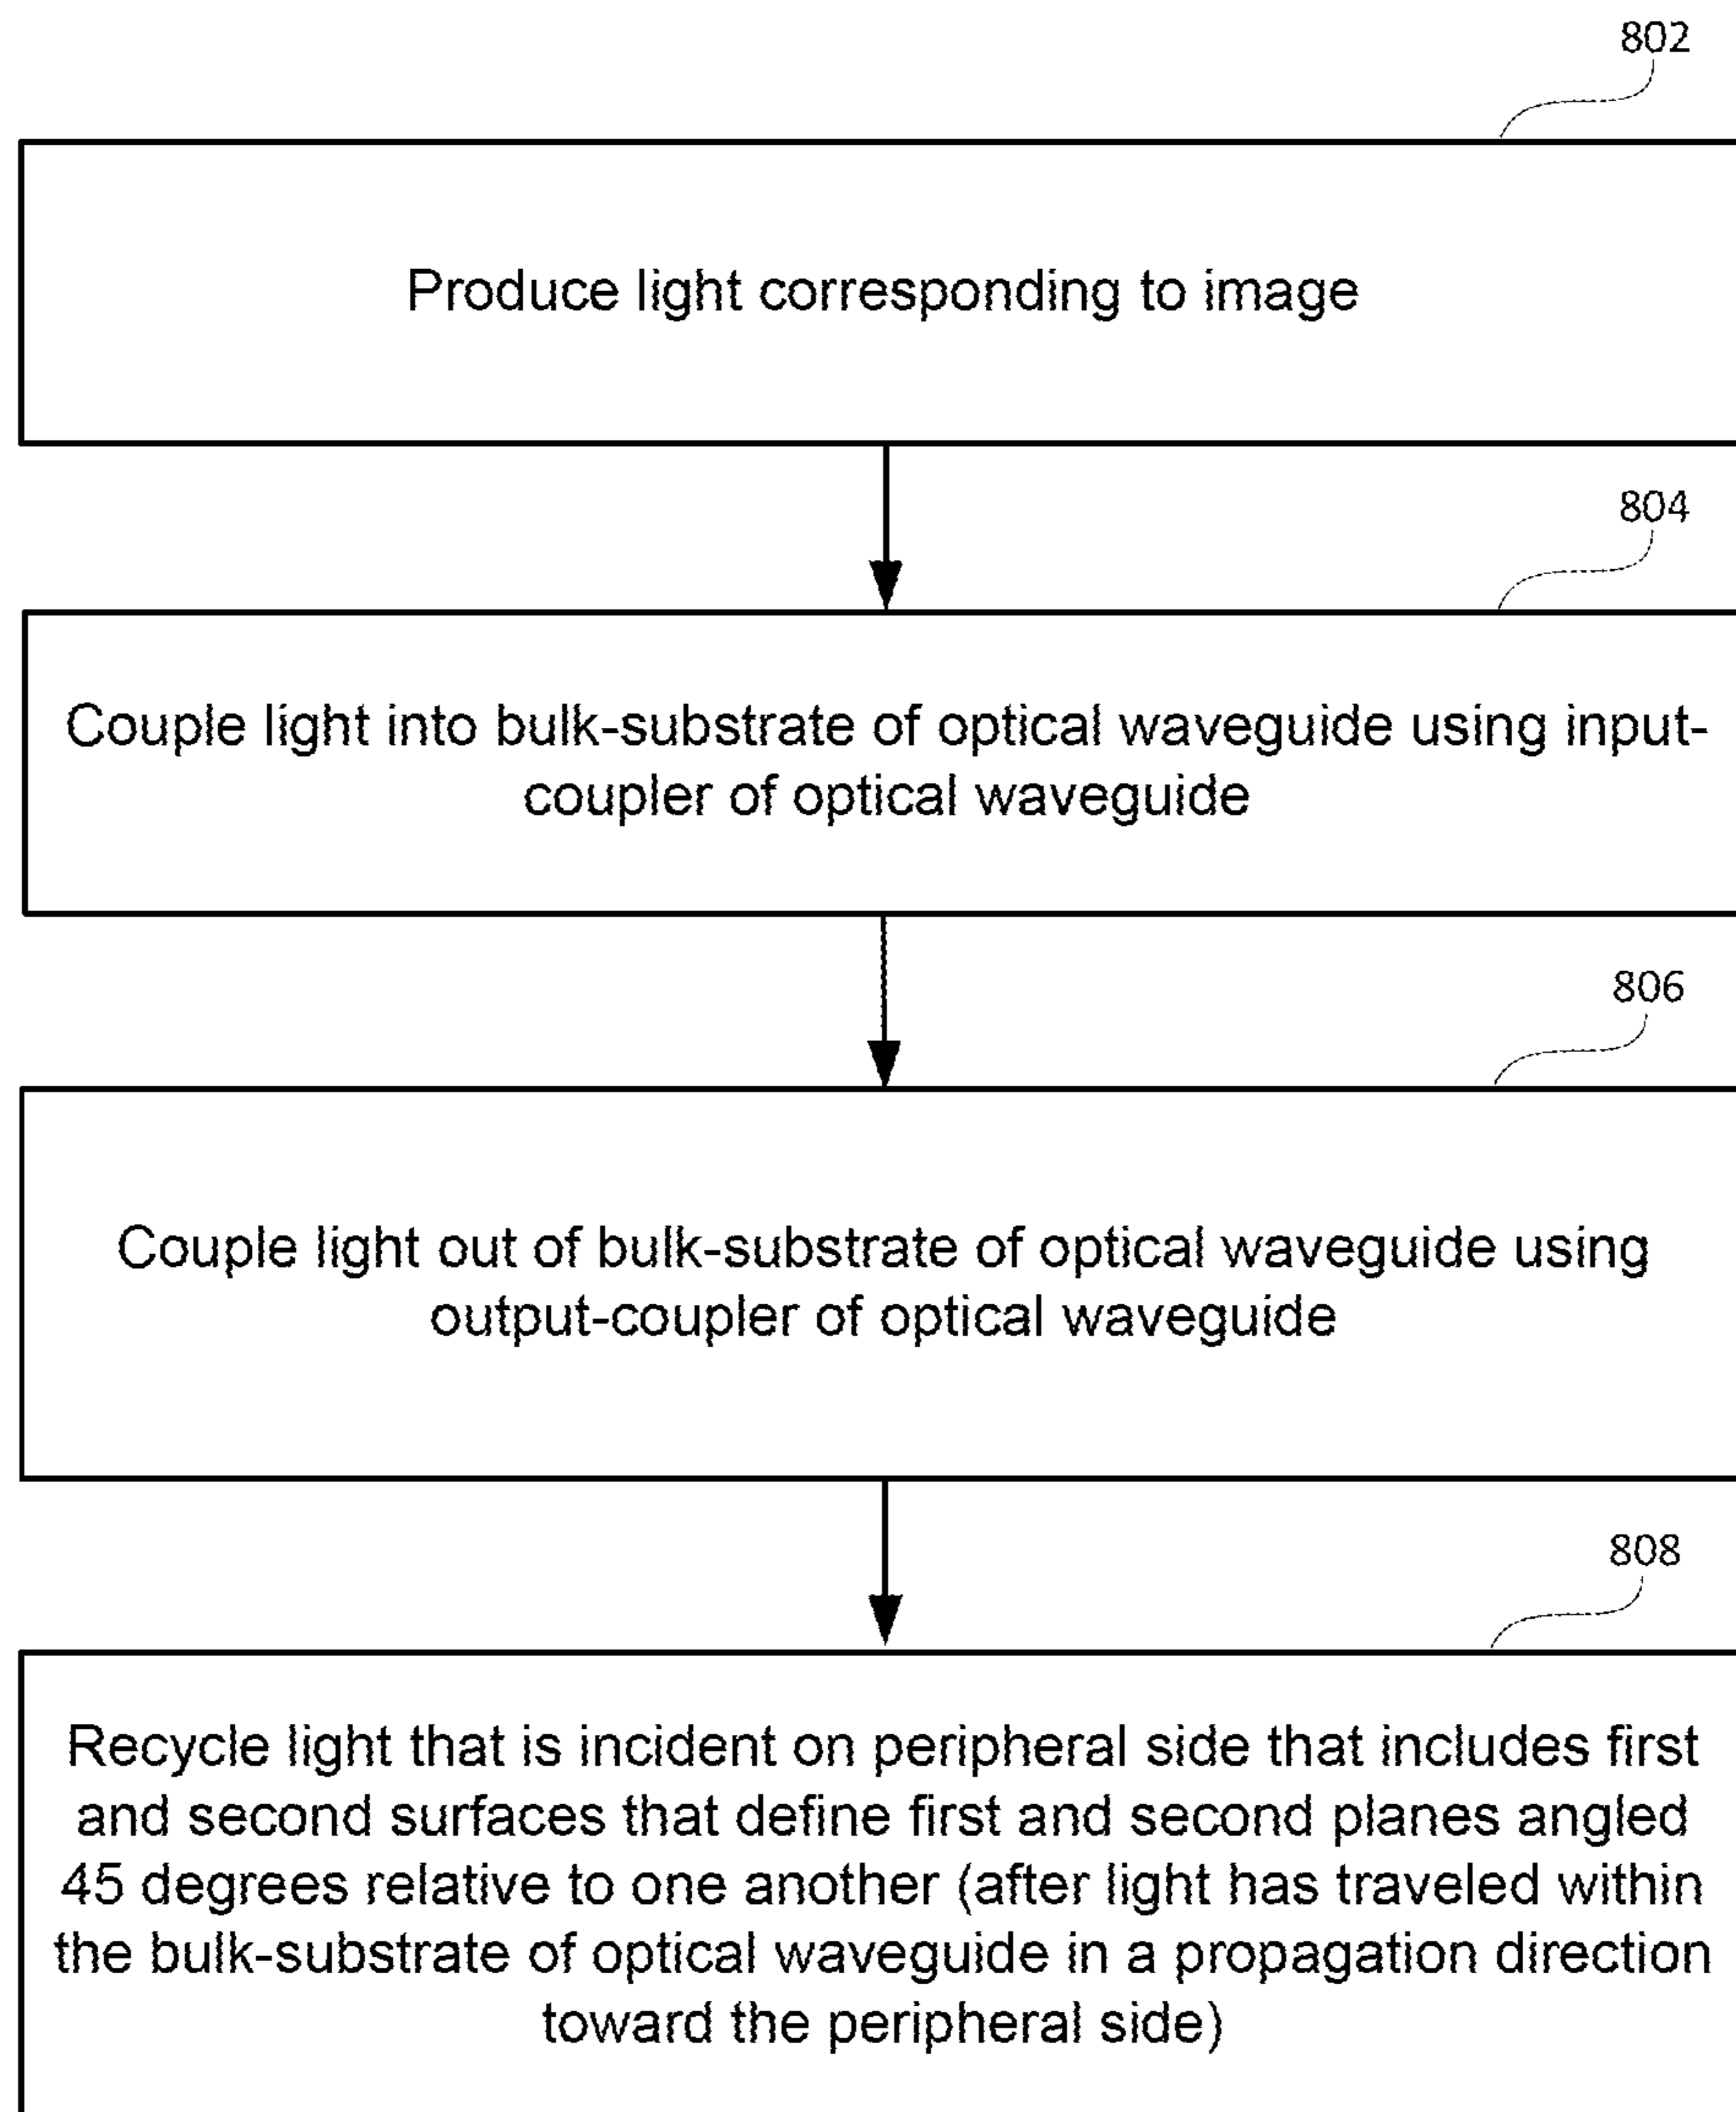 802
Produce light corresponding to image
804
Couple light into bulk-substrate of optical waveguide using input-
coupler of optical waveguide
806
Couple light out of bulk-substrate of optical waveguide using
output-coupler of optical waveguide
808
Recycle light that is incident on peripheral side that includes first
and second surfaces that define first and second planes angled
45 degrees relative to one another (after light has traveled within
the bulk-substrate of optical waveguide in a propagation direction
toward the peripheral side)